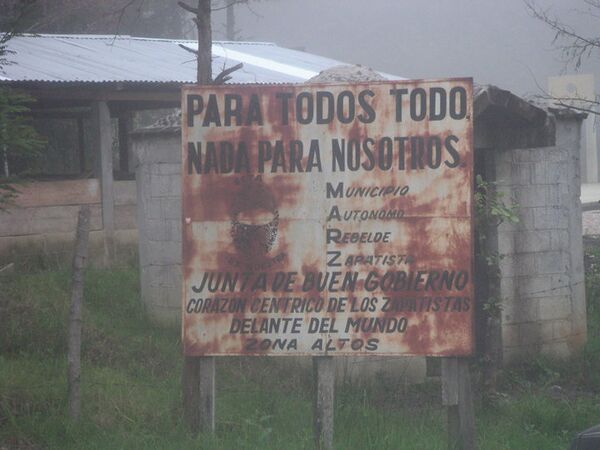 PARA TODOS TODO,
NADA PARA NOSOTROS.
MUNICIPIO
AUTONOMO
REBELDE
ZAPATISTA
JUNTA DE BUEN GOBIERNO
CORAZON CENTRICO DE LOS ZAPATISTAS
DELANTE DEL MUNDO
ZONA ALTOS